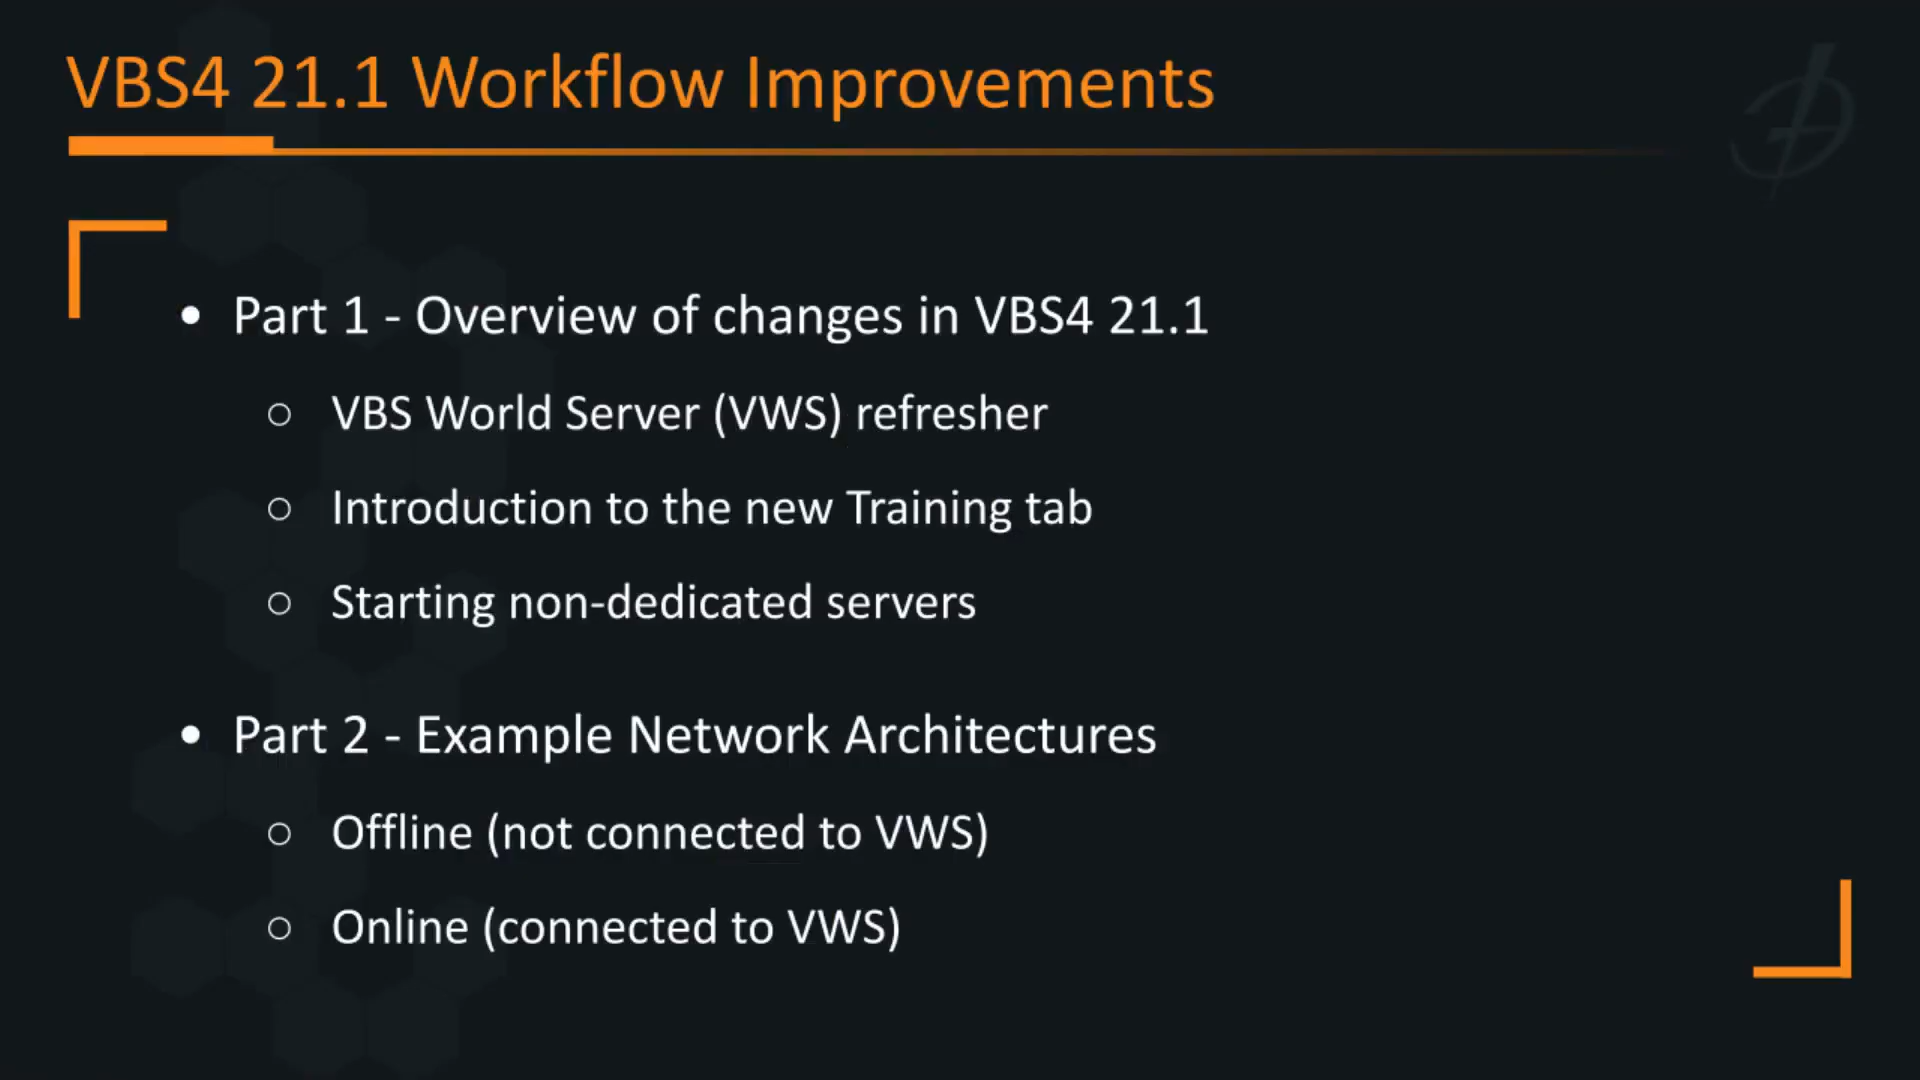 VBS4 21.1 Workflow Improvements
• Part 1 - Overview of changes in VBS4 21.1
○ VBS World Server (VWS) refresher
○ Introduction to the new Training tab
○ Starting non-dedicated servers
• Part 2 - Example Network Architectures
○ Offline (not connected to VWS)
○ Online (connected to VWS)